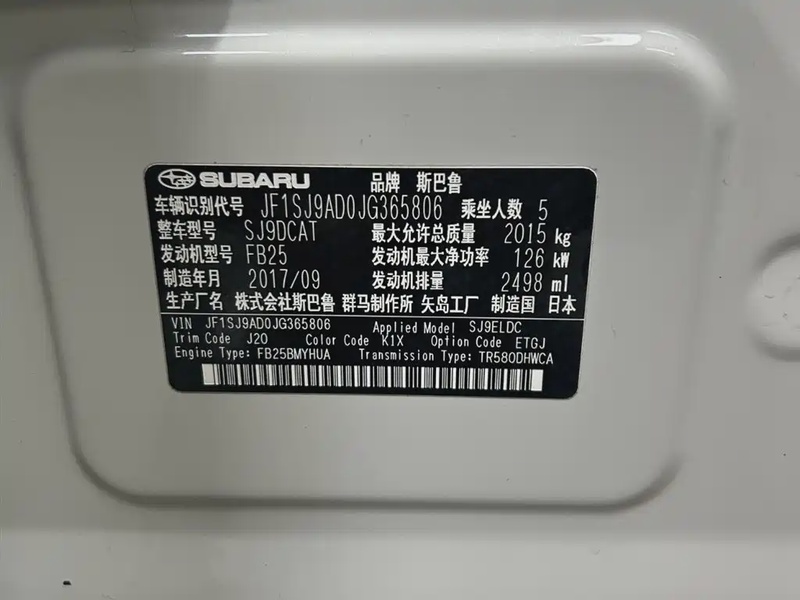 SUBARU 品牌 斯巴鲁
车辆识别代号 JF1SJ9AD0JG365806 乘坐人数 5
整车型号 SJ9DCAT 最大允许总质量 2015 kg
发动机型号 FB25 发动机最大净功率 126 kW
制造年月 2017/09 发动机排量 2498 ml
生产厂名 株式会社斯巴鲁 群马制作所 矢岛工厂 制造国 日本
VIN JF1SJ9AD0JG365806 Applied Model SJ9ELDC
Trim Code J20 Color Code K1X Option Code ETGJ
Engine Type: FB25BMYHUA Transmission Type: TR580DHWCA